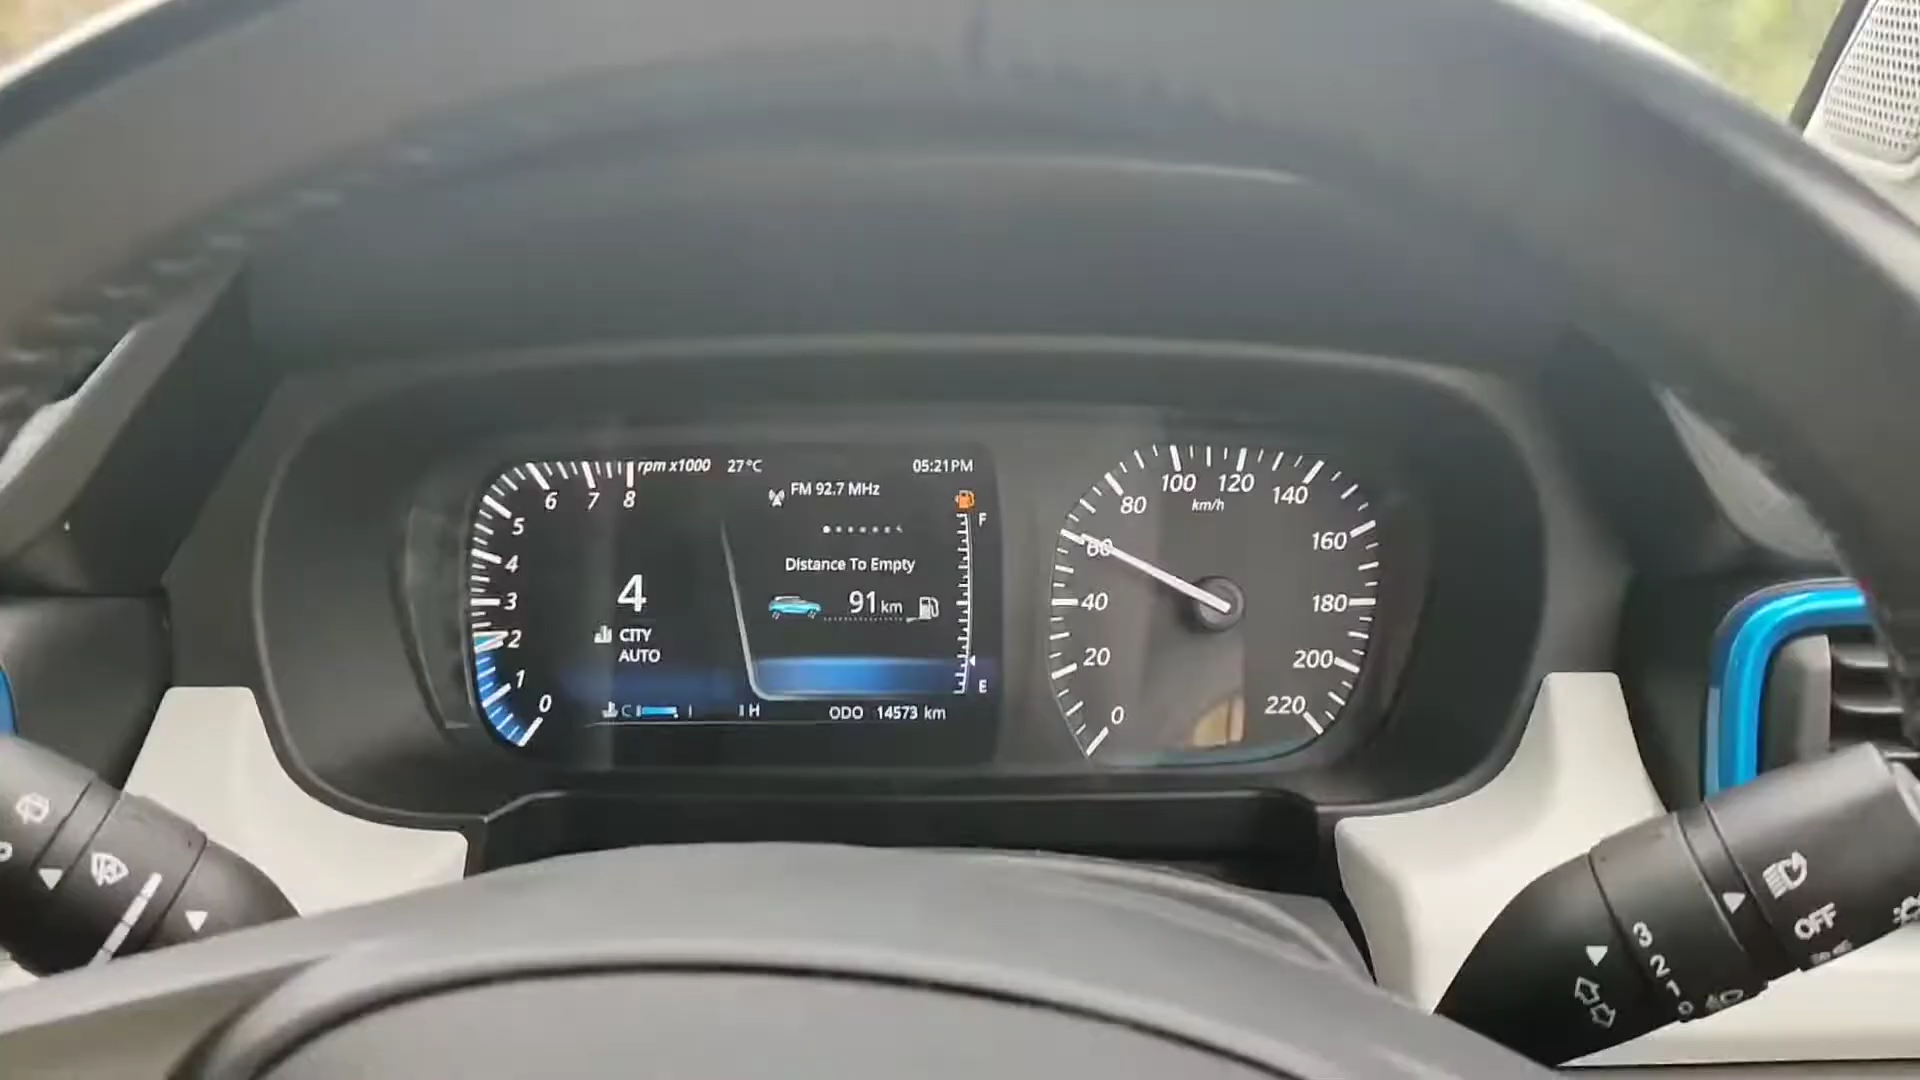 rpm x1000
27°C
05:21PM
FM 92.7 MHz
Distance To Empty
91 km
F
E
4
CITY
AUTO
C
H
ODO 14573 km
0
1
2
3
4
5
6
7
8
0
20
40
60
80
100
120
140
160
180
200
220
km/h
OFF
3
2
1
0